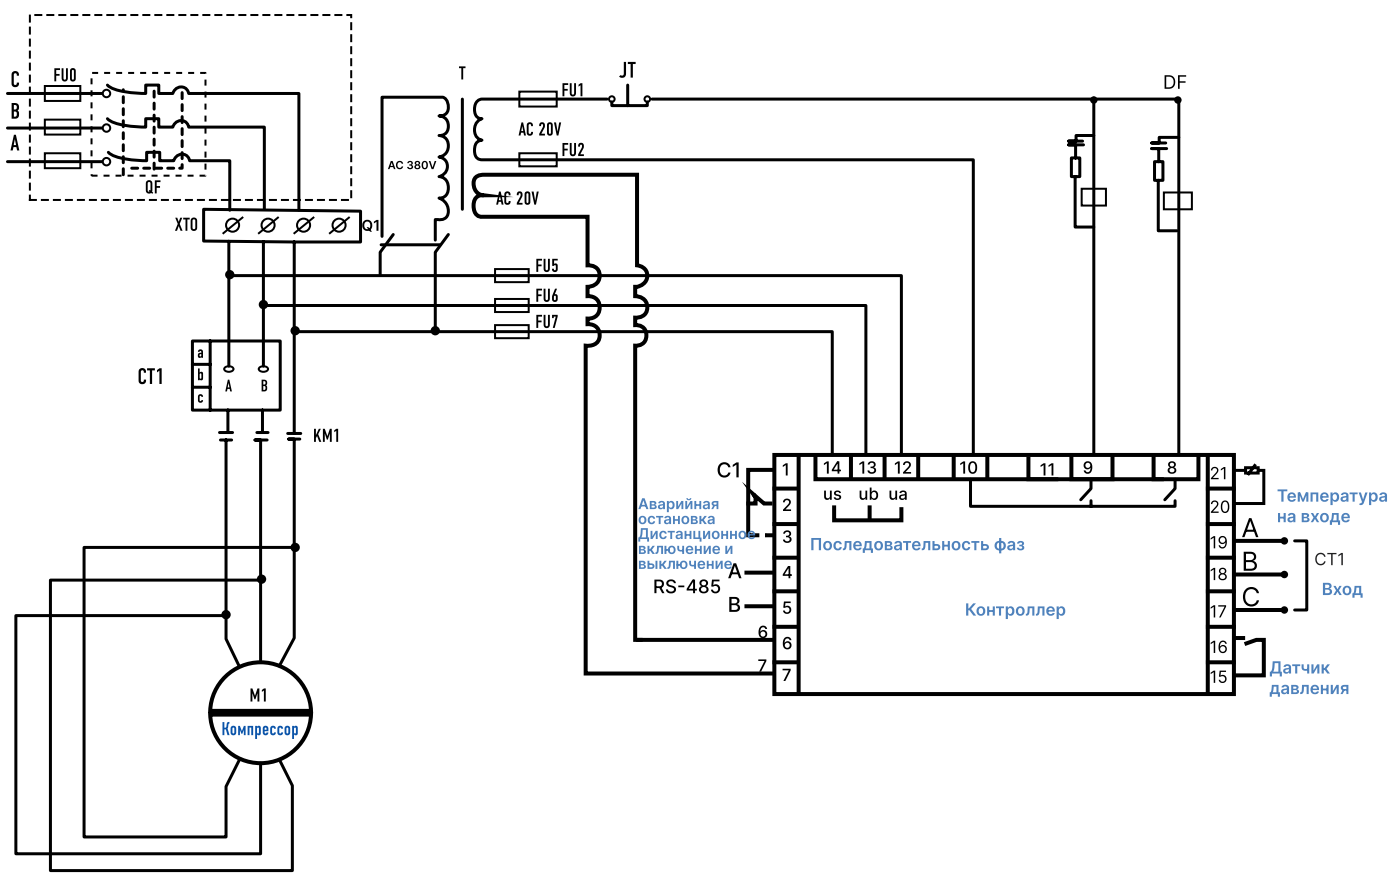 C
FU0
B
A
QF
XT0
Q1
T
AC 380V
FU1
AC 20V
FU2
AC 20V
JT
DF
FU5
FU6
FU7
CT1
a
b
c
A
B
KM1
M1
Компрессор
C1
Аварийная
остановка
Дистанционое
включение и
выключение
RS-485
A
B
6
7
1
2
3
4
5
6
7
14
13
12
10
11
9
8
us
ub
ua
Последовательность фаз
Контроллер
21
20
19
18
17
16
15
Температура
на входе
A
B
C
CT1
Вход
Датчик
давления